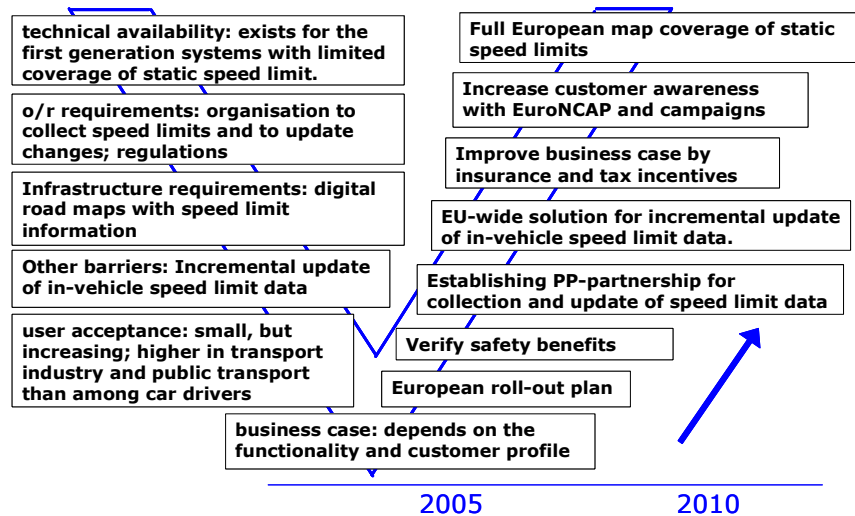 technical availability: exists for the
first generation systems with limited
coverage of static speed limit.
o/r requirements: organisation to
collect speed limits and to update
changes; regulations
Infrastructure requirements: digital
road maps with speed limit
information
Other barriers: Incremental update
of in-vehicle speed limit data
user acceptance: small, but
increasing; higher in transport
industry and public transport
than among car drivers
business case: depends on the
functionality and customer profile
Full European map coverage of static
speed limits
Increase customer awareness
with EuroNCAP and campaigns
Improve business case by
insurance and tax incentives
EU-wide solution for incremental update
of in-vehicle speed limit data.
Establishing PP-partnership for
collection and update of speed limit data
Verify safety benefits
European roll-out plan
2005
2010